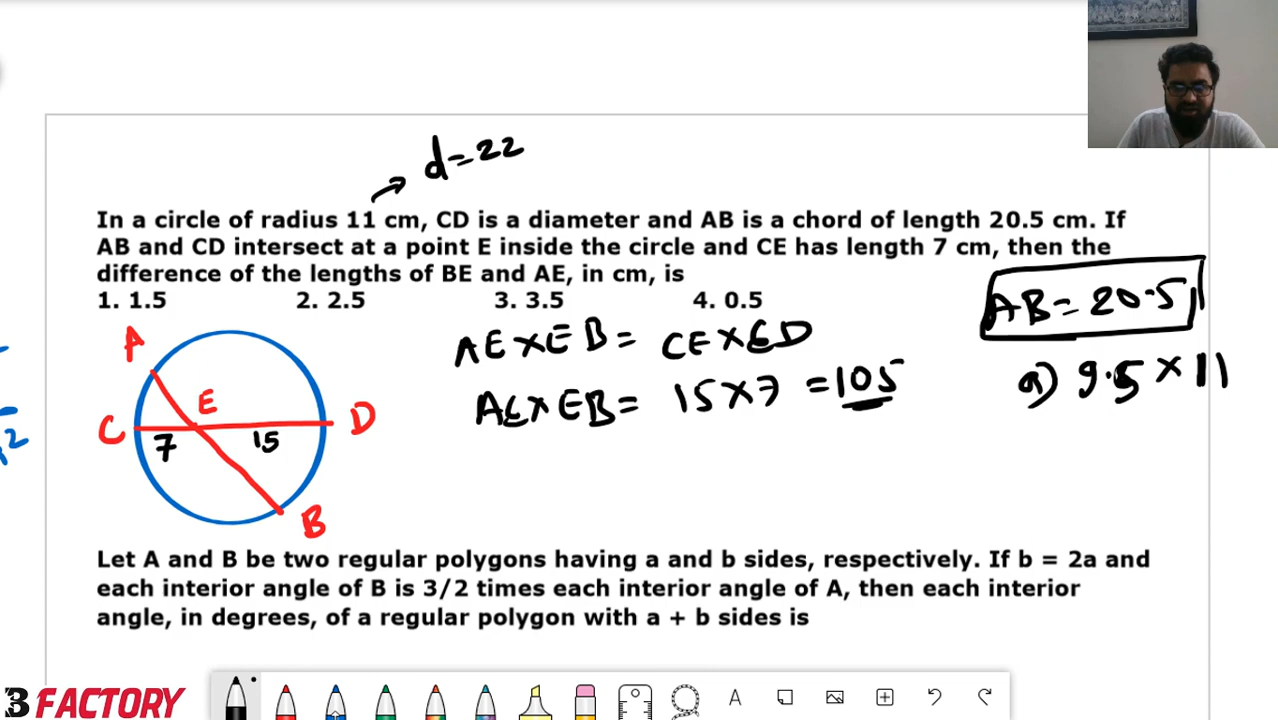 d=22
In a circle of radius 11 cm, CD is a diameter and AB is a chord of length 20.5 cm. If
AB and CD intersect at a point E inside the circle and CE has length 7 cm, then the
difference of the lengths of BE and AE, in cm, is
1. 1.5 2. 2.5 3. 3.5 4. 0.5
AB = 20.5
A
AE×EB = CE×ED
a) 9.5 × 11
AE×EB = 15×7 = 105
E
C
7
15
D
2
B
Let A and B be two regular polygons having a and b sides, respectively. If b = 2a and
each interior angle of B is 3/2 times each interior angle of A, then each interior
angle, in degrees, of a regular polygon with a + b sides is
3 FACTORY
A